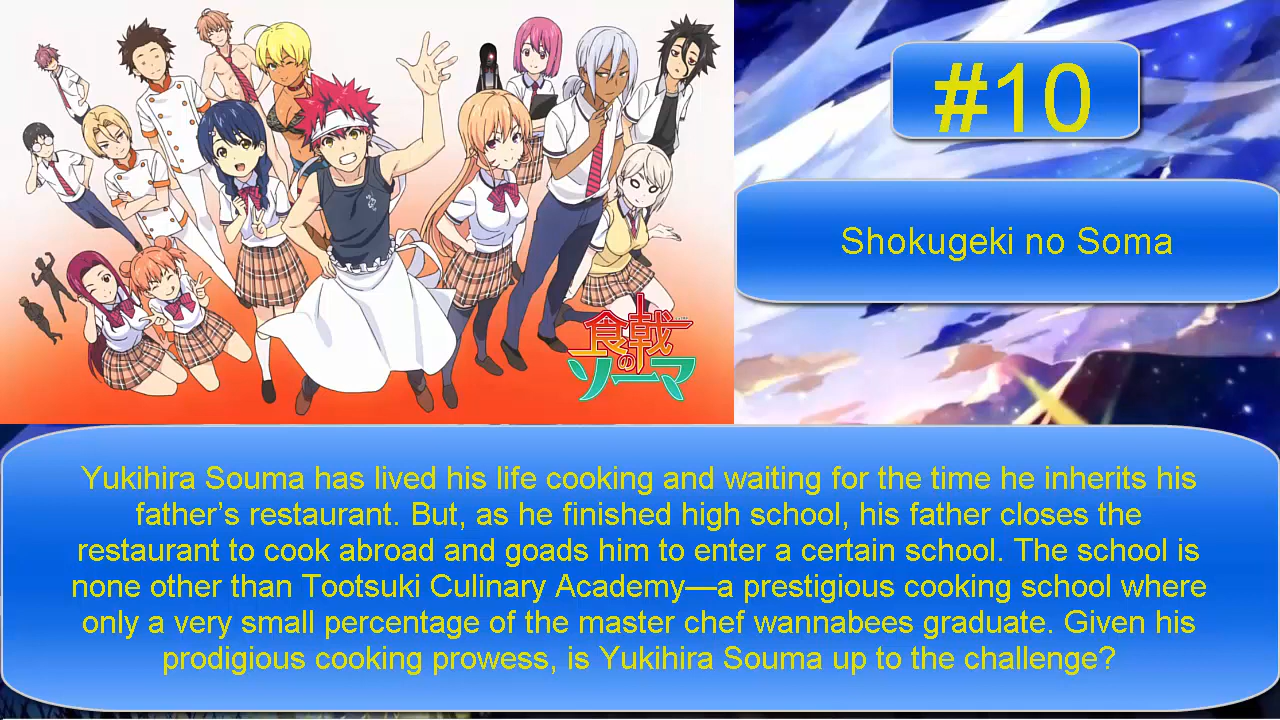 #10
Shokugeki no Soma
食戟
の
ソーマ
Yukihira Souma has lived his life cooking and waiting for the time he inherits his
father’s restaurant. But, as he finished high school, his father closes the
restaurant to cook abroad and goads him to enter a certain school. The school is
none other than Tootsuki Culinary Academy—a prestigious cooking school where
only a very small percentage of the master chef wannabees graduate. Given his
prodigious cooking prowess, is Yukihira Souma up to the challenge?